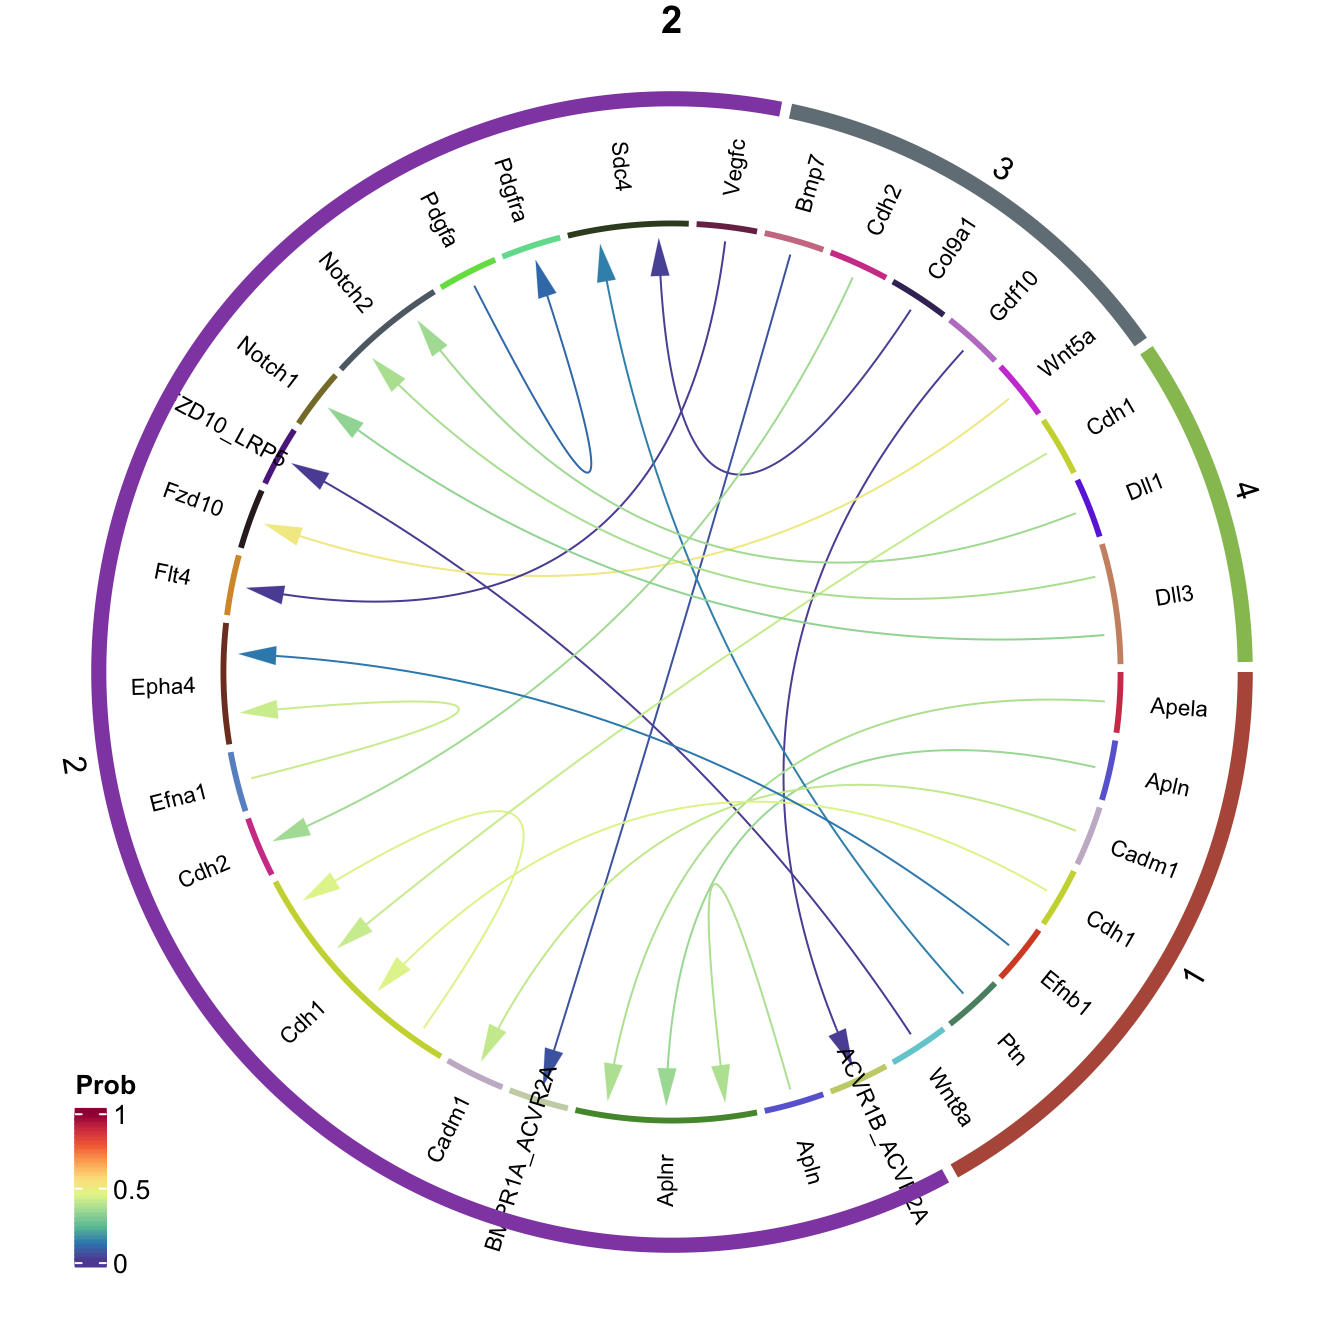 2
3
4
1
2
Vegfc
Bmp7
Cdh2
Col9a1
Gdf10
Wnt5a
Cdh1
Dll1
Dll3
Apela
Apln
Cadm1
Cdh1
Efnb1
Ptn
Wnt8a
ACVR1B_ACVR2A
Apln
Aplnr
BMPR1A_ACVR2A
Cadm1
Cdh1
Cdh2
Efna1
Epha4
Flt4
Fzd10
ZD10_LRP5
Notch1
Notch2
Pdgfa
Pdgfra
Sdc4
Prob
1
0.5
0